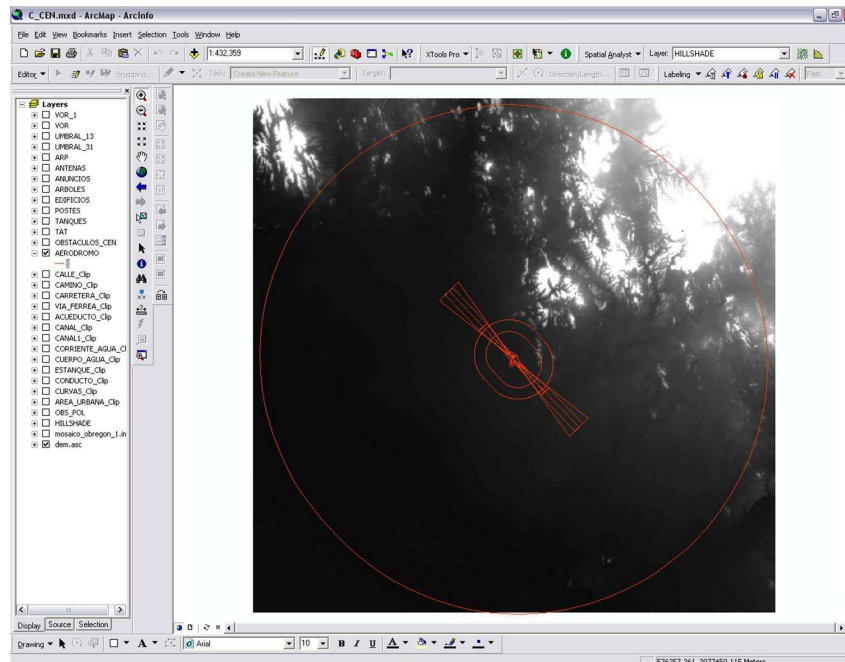 C_CEN.mxd - ArcMap - ArcInfo
File Edit View Bookmarks Insert Selection Tools Window Help
1:432,359 XTools Pro Spatial Analyst Layer: HILLSHADE
Editor Snapping... Task: Create New Feature Target: Direction/Length... Labeling Fast
Layers
VOR_1
VOR
UMBRAL_13
UMBRAL_31
ARP
ANTENAS
ANUNCIOS
ARBOLES
EDIFICIOS
POSTES
TANQUES
TAT
OBSTACULOS_CEN
AERODROMO
CALLE_Clip
CAMINO_Clip
CARRETERA_Clip
VIA_FERREA_Clip
ACUEDUCTO_Clip
CANAL_Clip
CANAL1_Clip
CORRIENTE_AGUA_Cl
CUERPO_AGUA_Clip
ESTANQUE_Clip
CONDUCTO_Clip
CURVAS_Clip
AREA_URBANA_Clip
OBS_POL
HILLSHADE
mosaico_obregon_1.in
dem.asc
Display Source Selection
Drawing A Arial 10 B I U A